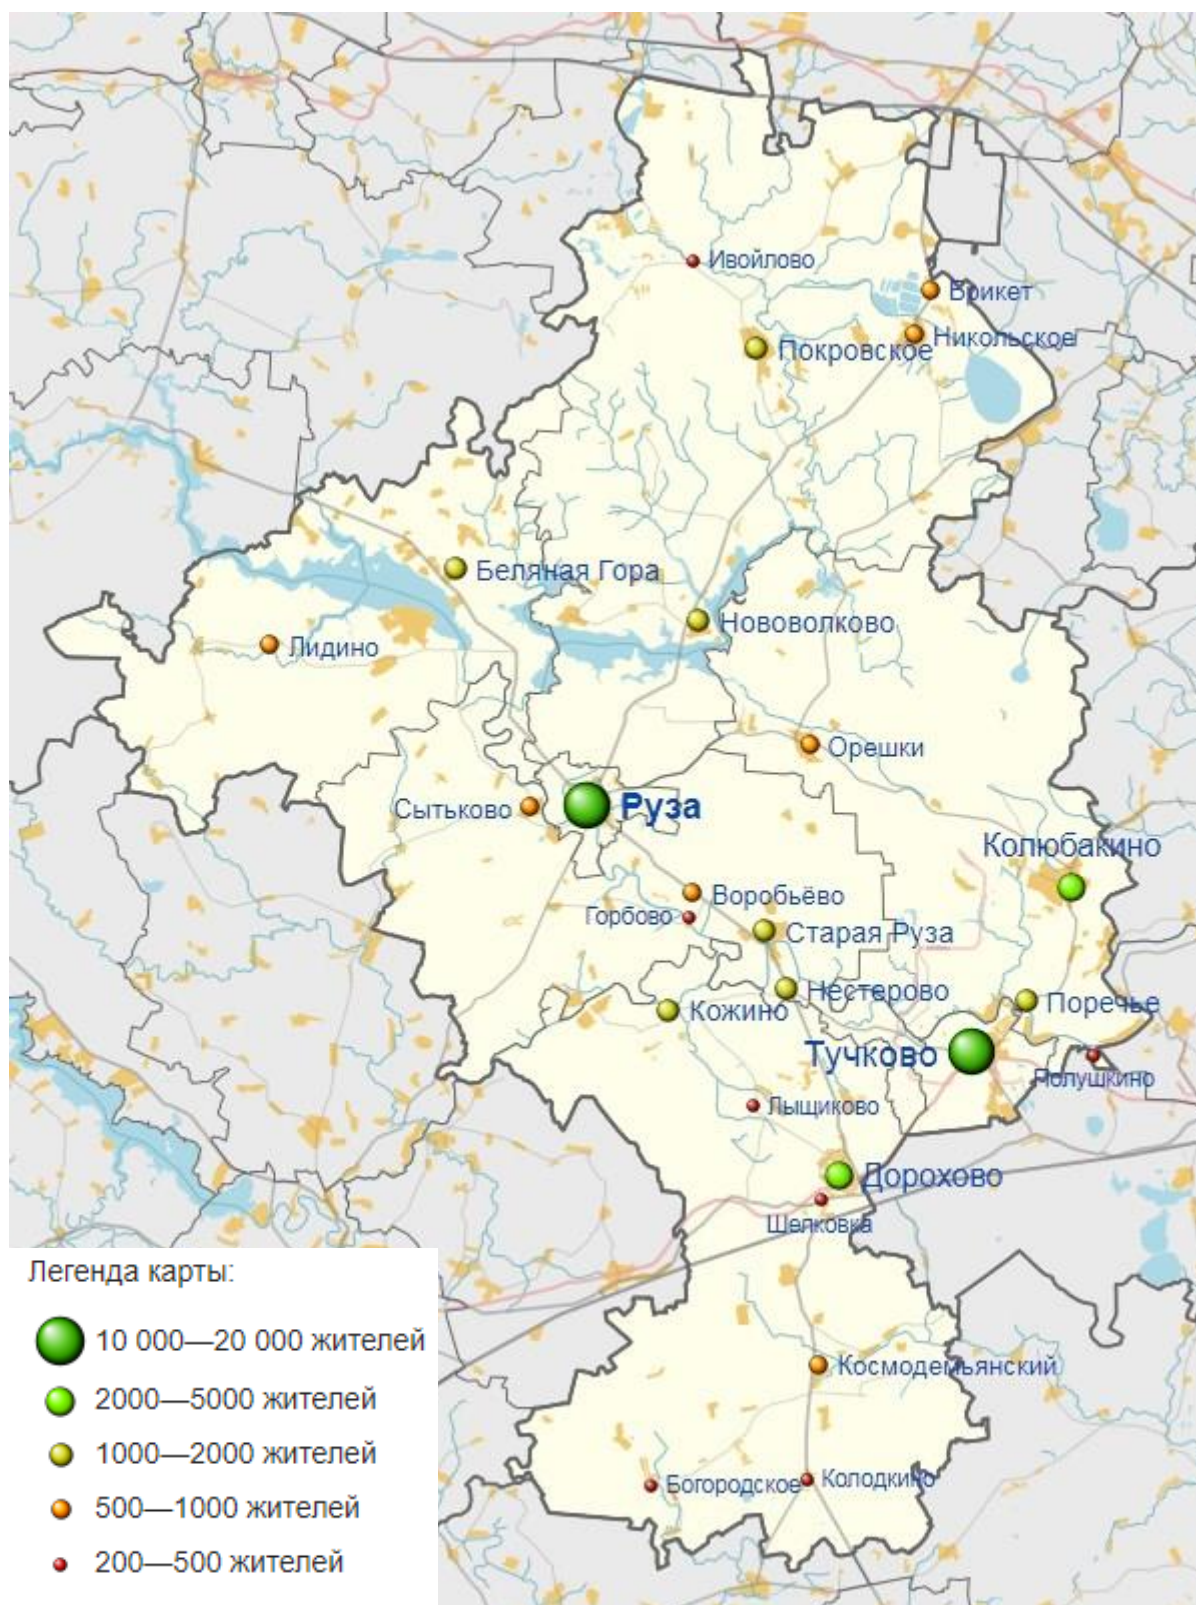 Ивойлово
Брикет
Никольское
Покровское
Беляная Гора
Нововолково
Лидино
Орешки
Сытьково
Руза
Колюбакино
Воробьёво
Горбово
Старая Руза
Нестерово
Кожино
Поречье
Тучково
Полушкино
Лыщиково
Дорохово
Шелковка
Космодемьянский
Богородское
Колодкино
Легенда карты:
10 000—20 000 жителей
2000—5000 жителей
1000—2000 жителей
500—1000 жителей
200—500 жителей